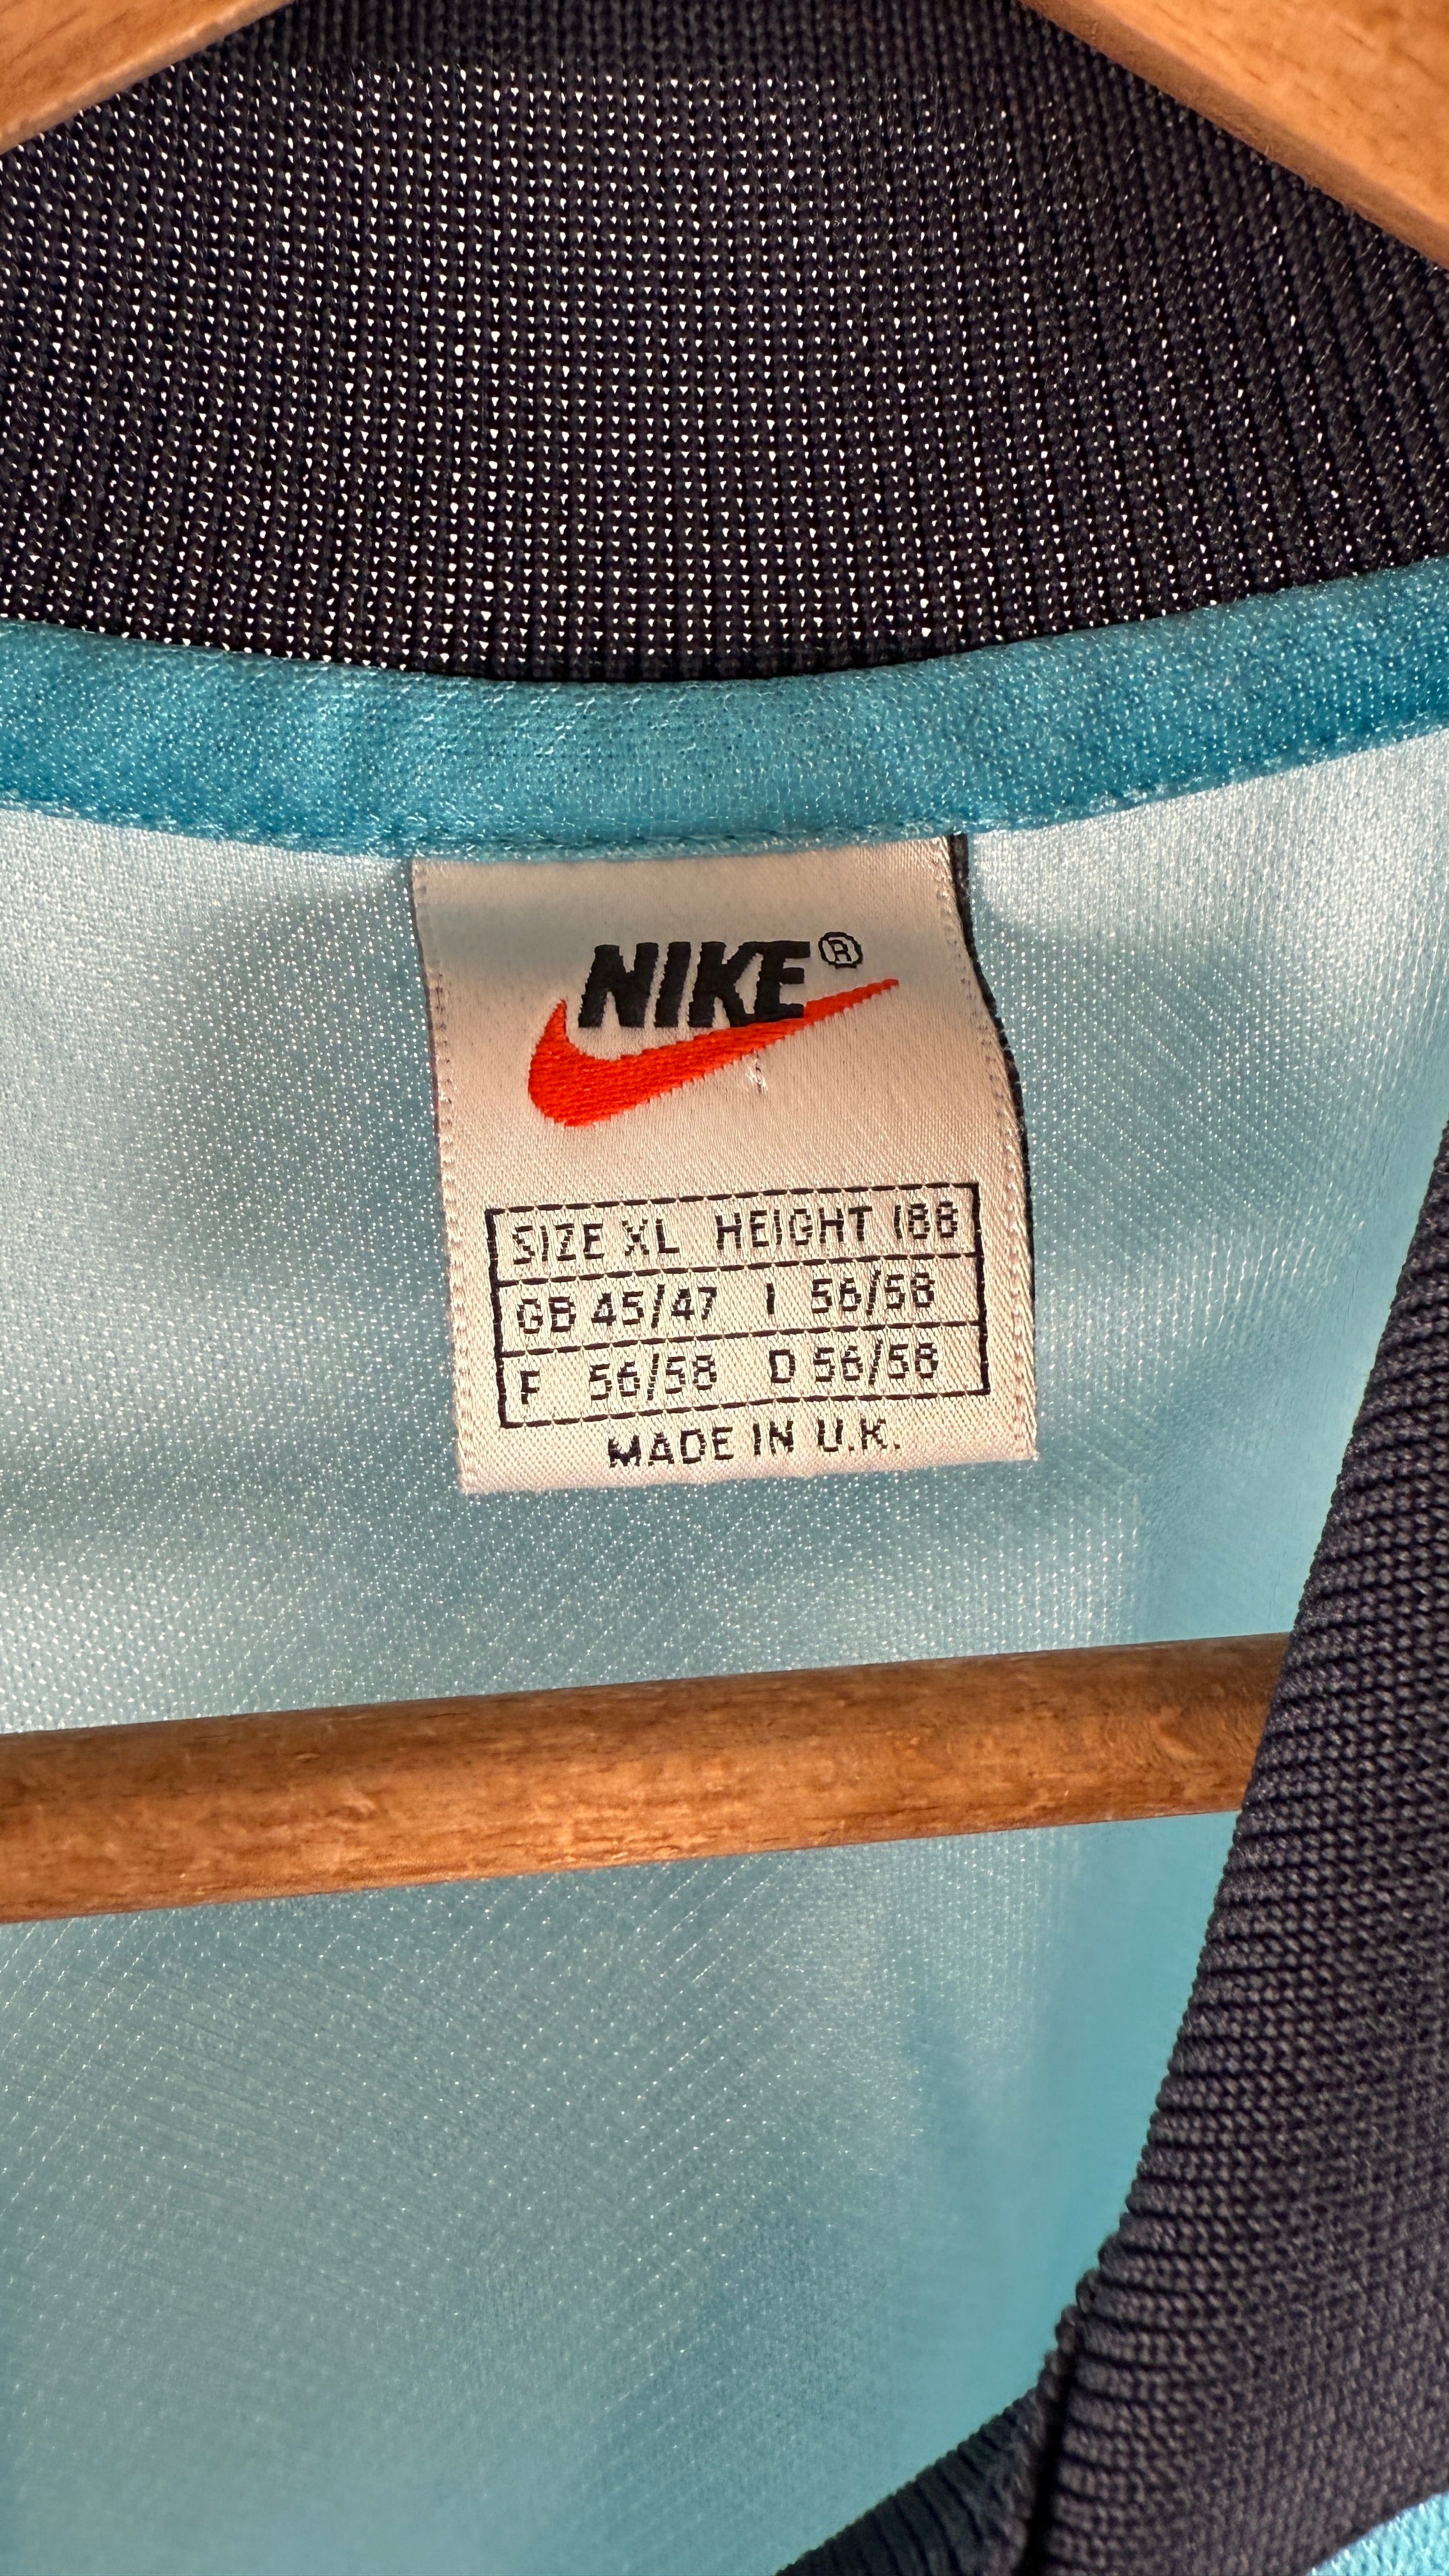 NIKE®
SIZE XL HEIGHT 188
GB 45/47 I 56/58
F 56/58 D 56/58
MADE IN U.K.